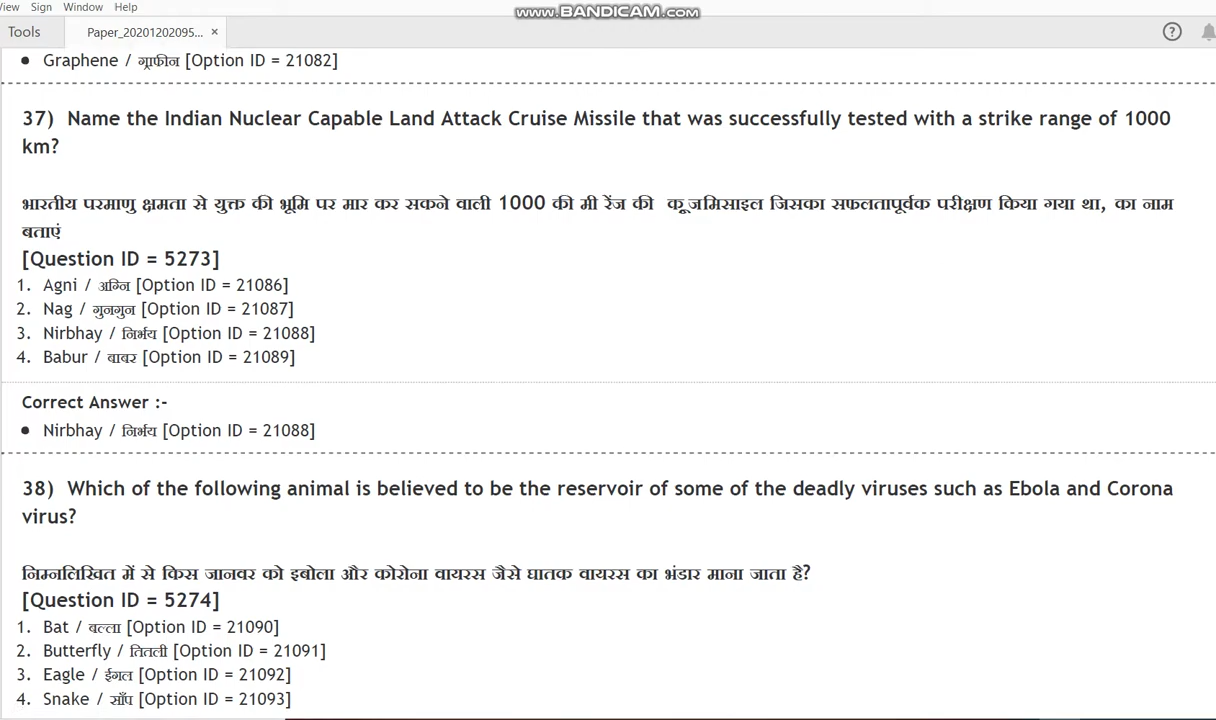 View Sign Window Help
www.BANDICAM.com
Tools Paper_20201202095... × ?
• Graphene / ग्राफीन [Option ID = 21082]
37) Name the Indian Nuclear Capable Land Attack Cruise Missile that was successfully tested with a strike range of 1000
km?
भारतीय परमाणु क्षमता से युक्त की भूमि पर मार कर सकने वाली 1000 की मी रेंज की क्रूजमिसाइल जिसका सफलतापूर्वक परीक्षण किया गया था, का नाम
बताएं
[Question ID = 5273]
1. Agni / अग्नि [Option ID = 21086]
2. Nag / गुनगुन [Option ID = 21087]
3. Nirbhay / निर्भय [Option ID = 21088]
4. Babur / बाबर [Option ID = 21089]
Correct Answer :-
• Nirbhay / निर्भय [Option ID = 21088]
38) Which of the following animal is believed to be the reservoir of some of the deadly viruses such as Ebola and Corona
virus?
निम्नलिखित में से किस जानवर को इबोला और कोरोना वायरस जैसे घातक वायरस का भंडार माना जाता है?
[Question ID = 5274]
1. Bat / बल्ला [Option ID = 21090]
2. Butterfly / तितली [Option ID = 21091]
3. Eagle / ईगल [Option ID = 21092]
4. Snake / साँप [Option ID = 21093]